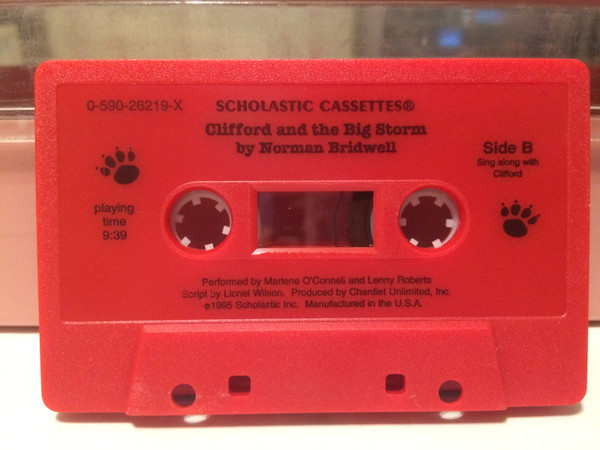 0-590-26219-X SCHOLASTIC CASSETTES®
Clifford and the Big Storm
by Norman Bridwell
Side B
Sing along with
Clifford
playing
time
9:39
Performed by Marlene O'Connell and Lenny Roberts
Script by Lionel Wilson. Produced by Chardiet Unlimited, Inc.
℗1995 Scholastic Inc. Manufactured in the U.S.A.